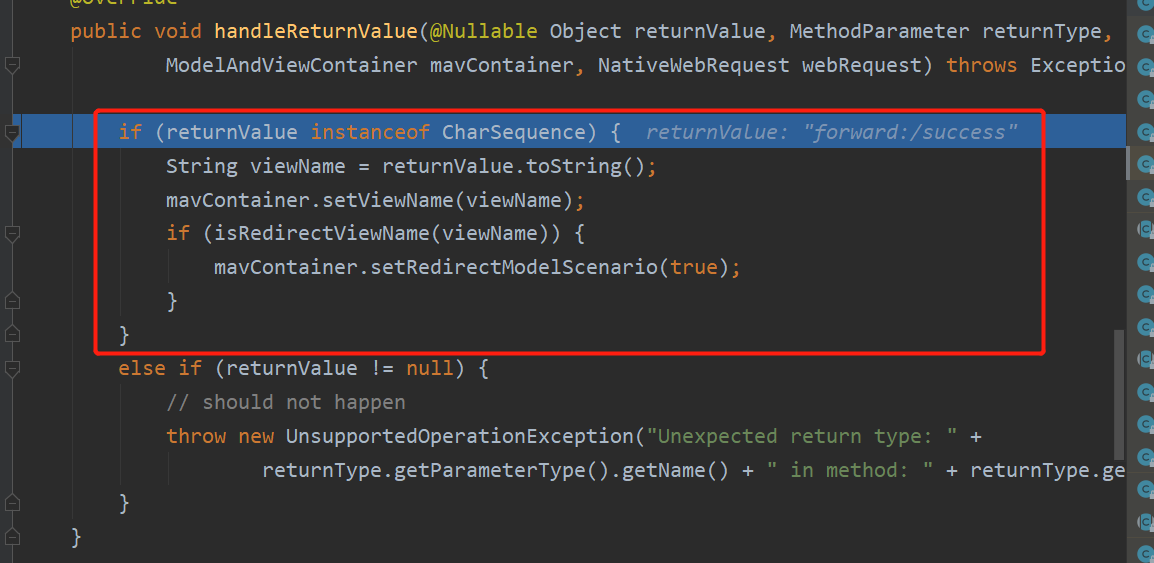 @Override
public void handleReturnValue(@Nullable Object returnValue, MethodParameter returnType,
ModelAndViewContainer mavContainer, NativeWebRequest webRequest) throws Exceptio
if (returnValue instanceof CharSequence) { returnValue: "forward:/success"
String viewName = returnValue.toString();
mavContainer.setViewName(viewName);
if (isRedirectViewName(viewName)) {
mavContainer.setRedirectModelScenario(true);
}
}
else if (returnValue != null) {
// should not happen
throw new UnsupportedOperationException("Unexpected return type: " +
returnType.getParameterType().getName() + " in method: " + returnType.ge
}
}